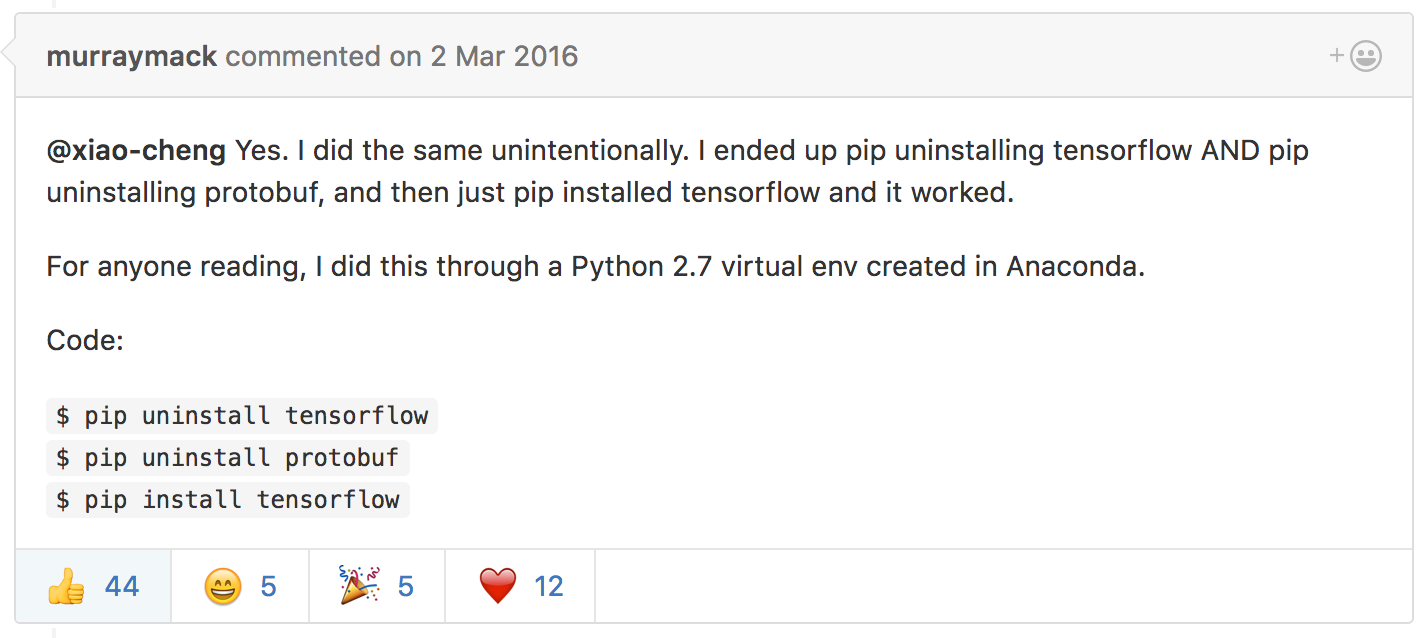 murraymack commented on 2 Mar 2016
@xiao-cheng Yes. I did the same unintentionally. I ended up pip uninstalling tensorflow AND pip
uninstalling protobuf, and then just pip installed tensorflow and it worked.
For anyone reading, I did this through a Python 2.7 virtual env created in Anaconda.
Code:
$ pip uninstall tensorflow
$ pip uninstall protobuf
$ pip install tensorflow
44 5 5 12